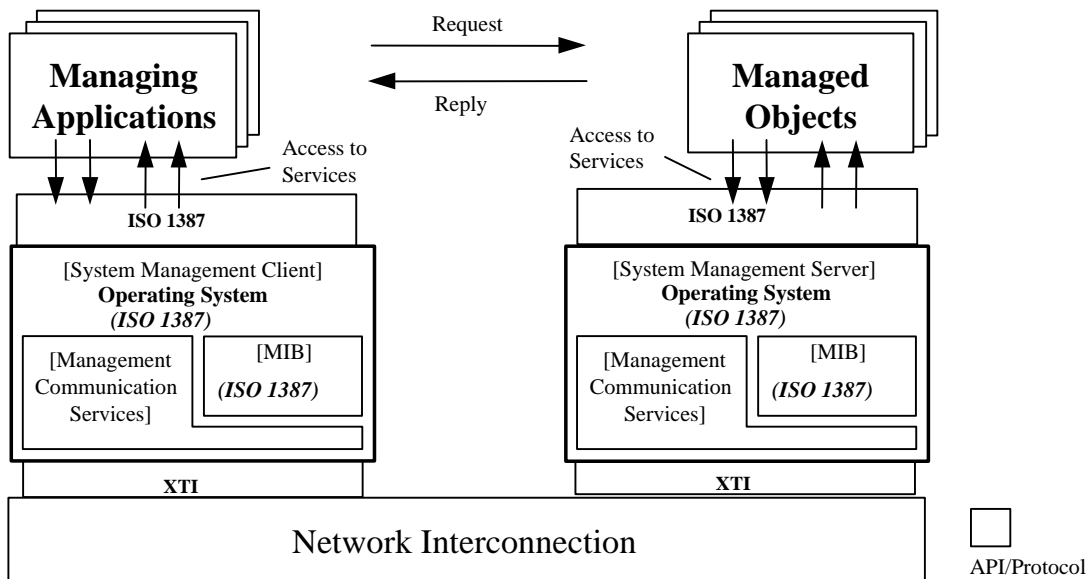 Managing
Applications
Request
Reply
Managed
Objects
Access to
Services
Access to
Services
ISO 1387
ISO 1387
[System Management Client]
Operating System
(ISO 1387)
[Management
Communication
Services]
[MIB]
(ISO 1387)
[System Management Server]
Operating System
(ISO 1387)
[Management
Communication
Services]
[MIB]
(ISO 1387)
XTI
XTI
Network Interconnection
API/Protocol